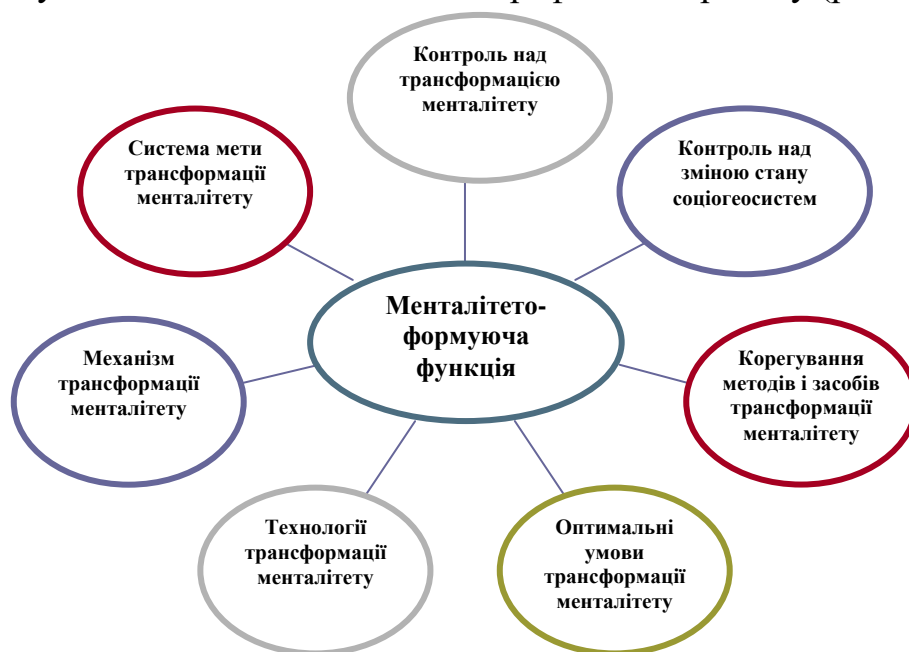 Контроль над
трансформацією
менталітету
Система мети
трансформації
менталітету
Контроль над
зміною стану
соціогеосистем
Менталітето-
формуюча
функція
Механізм
трансформації
менталітету
Корегування
методів і засобів
трансформації
менталітету
Технології
трансформації
менталітету
Оптимальні
умови
трансформації
менталітету